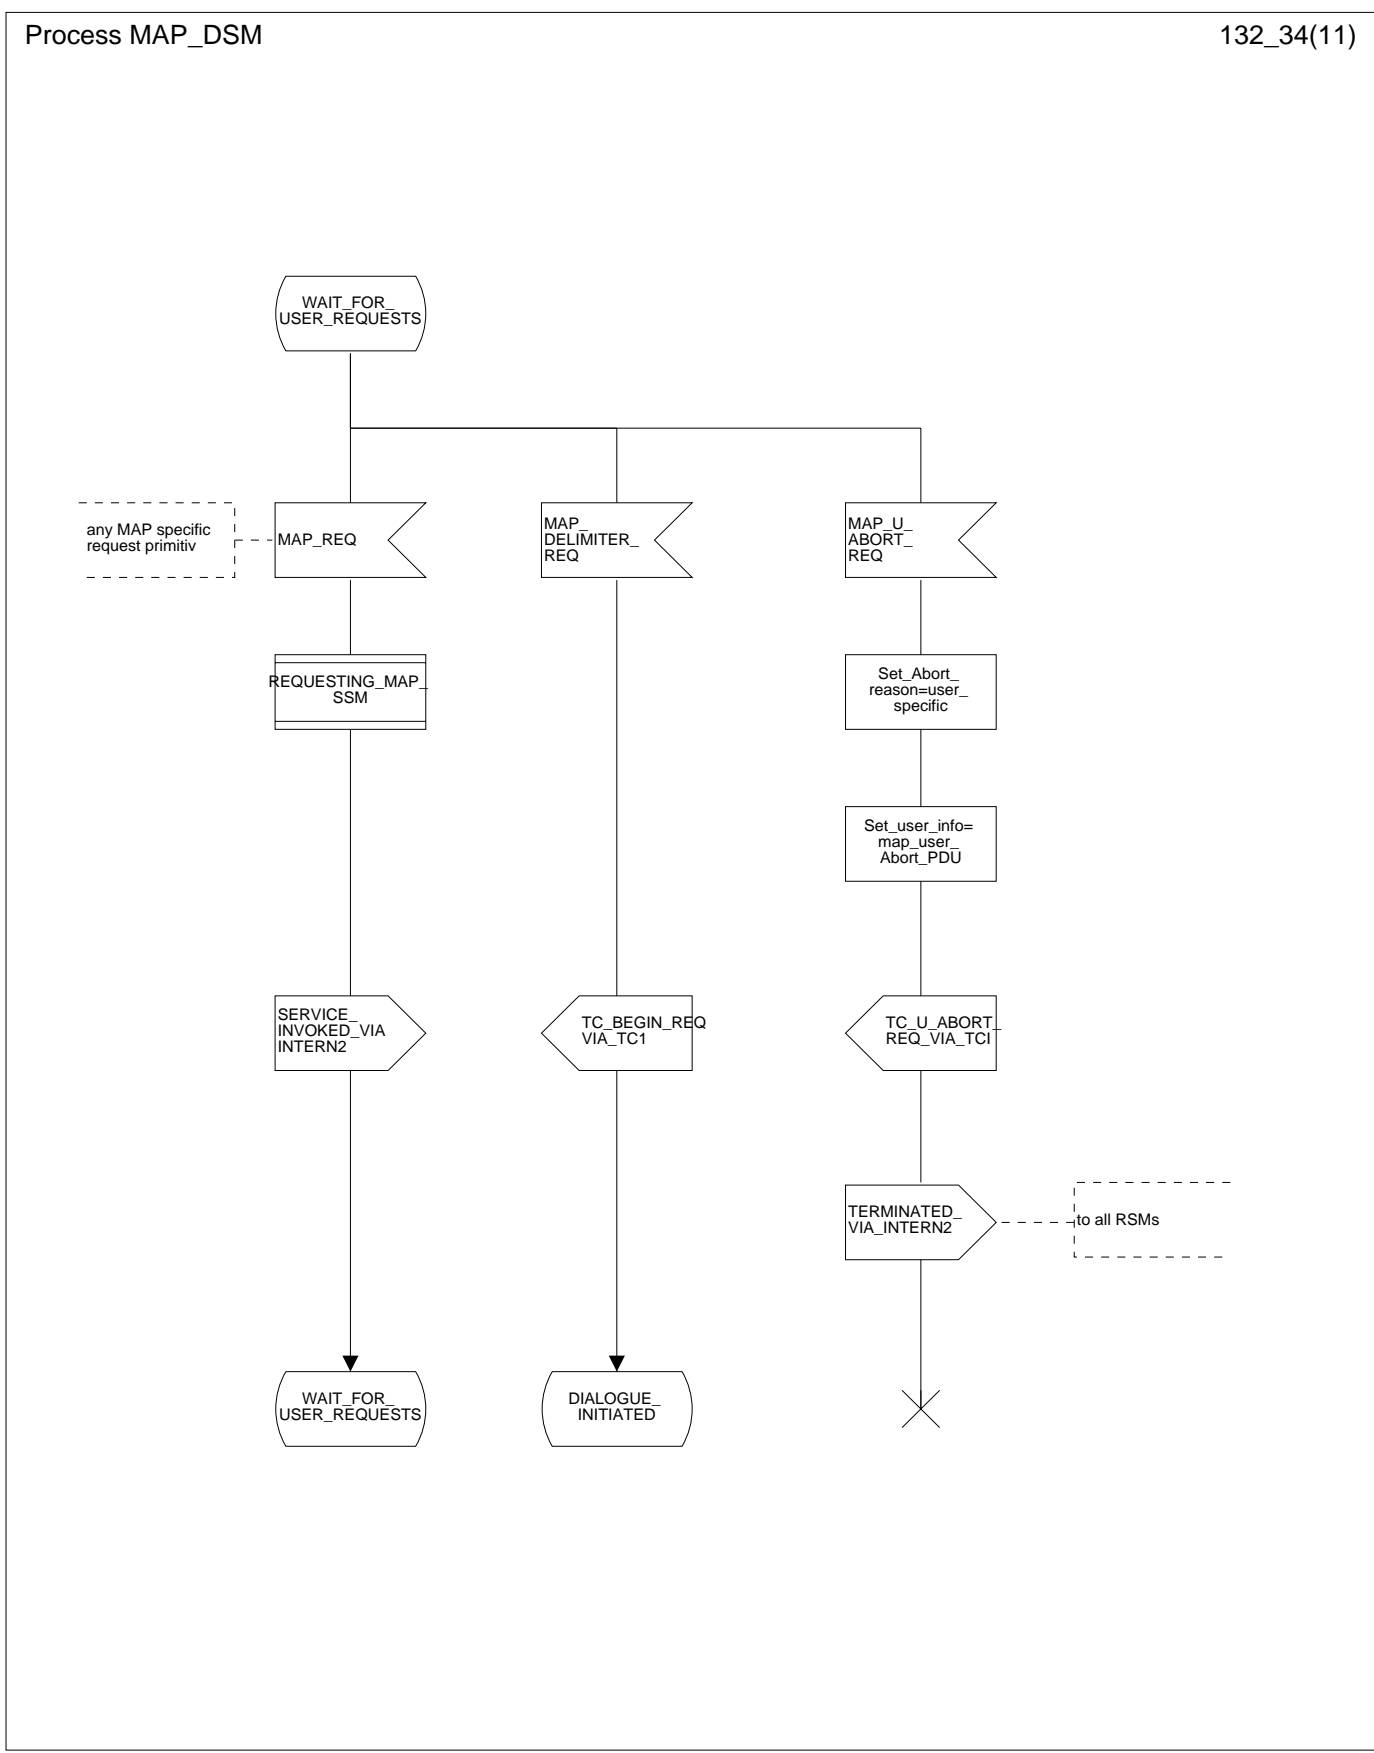 Process MAP_DSM
132_34(11)
WAIT_FOR_
USER_REQUESTS
any MAP specific
request primitiv
MAP_REQ
MAP_
DELIMITER_
REQ
MAP_U_
ABORT_
REQ
REQUESTING_MAP_
SSM
Set_Abort_
reason=user_
specific
Set_user_info=
map_user_
Abort_PDU
SERVICE_
INVOKED_VIA
INTERN2
TC_BEGIN_REQ
VIA_TC1
TC_U_ABORT_
REQ_VIA_TCI
TERMINATED_
VIA_INTERN2
to all RSMs
WAIT_FOR_
USER_REQUESTS
DIALOGUE_
INITIATED